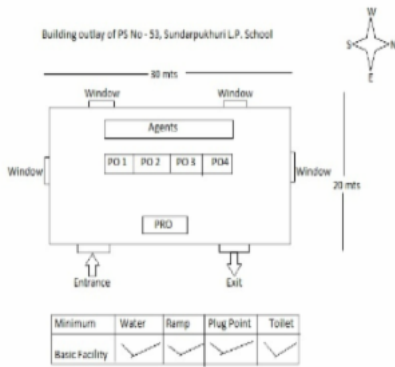 Building outlay of PS No - 53, Sundarpukhuri L.P. School
W
S N
E
30 mts
Window Window
Agents
PO 1 PO 2 PO 3 PO4
Window Window
20 mts
PRO
Entrance Exit
Minimum Water Ramp Plug Point Toilet
Basic Facility